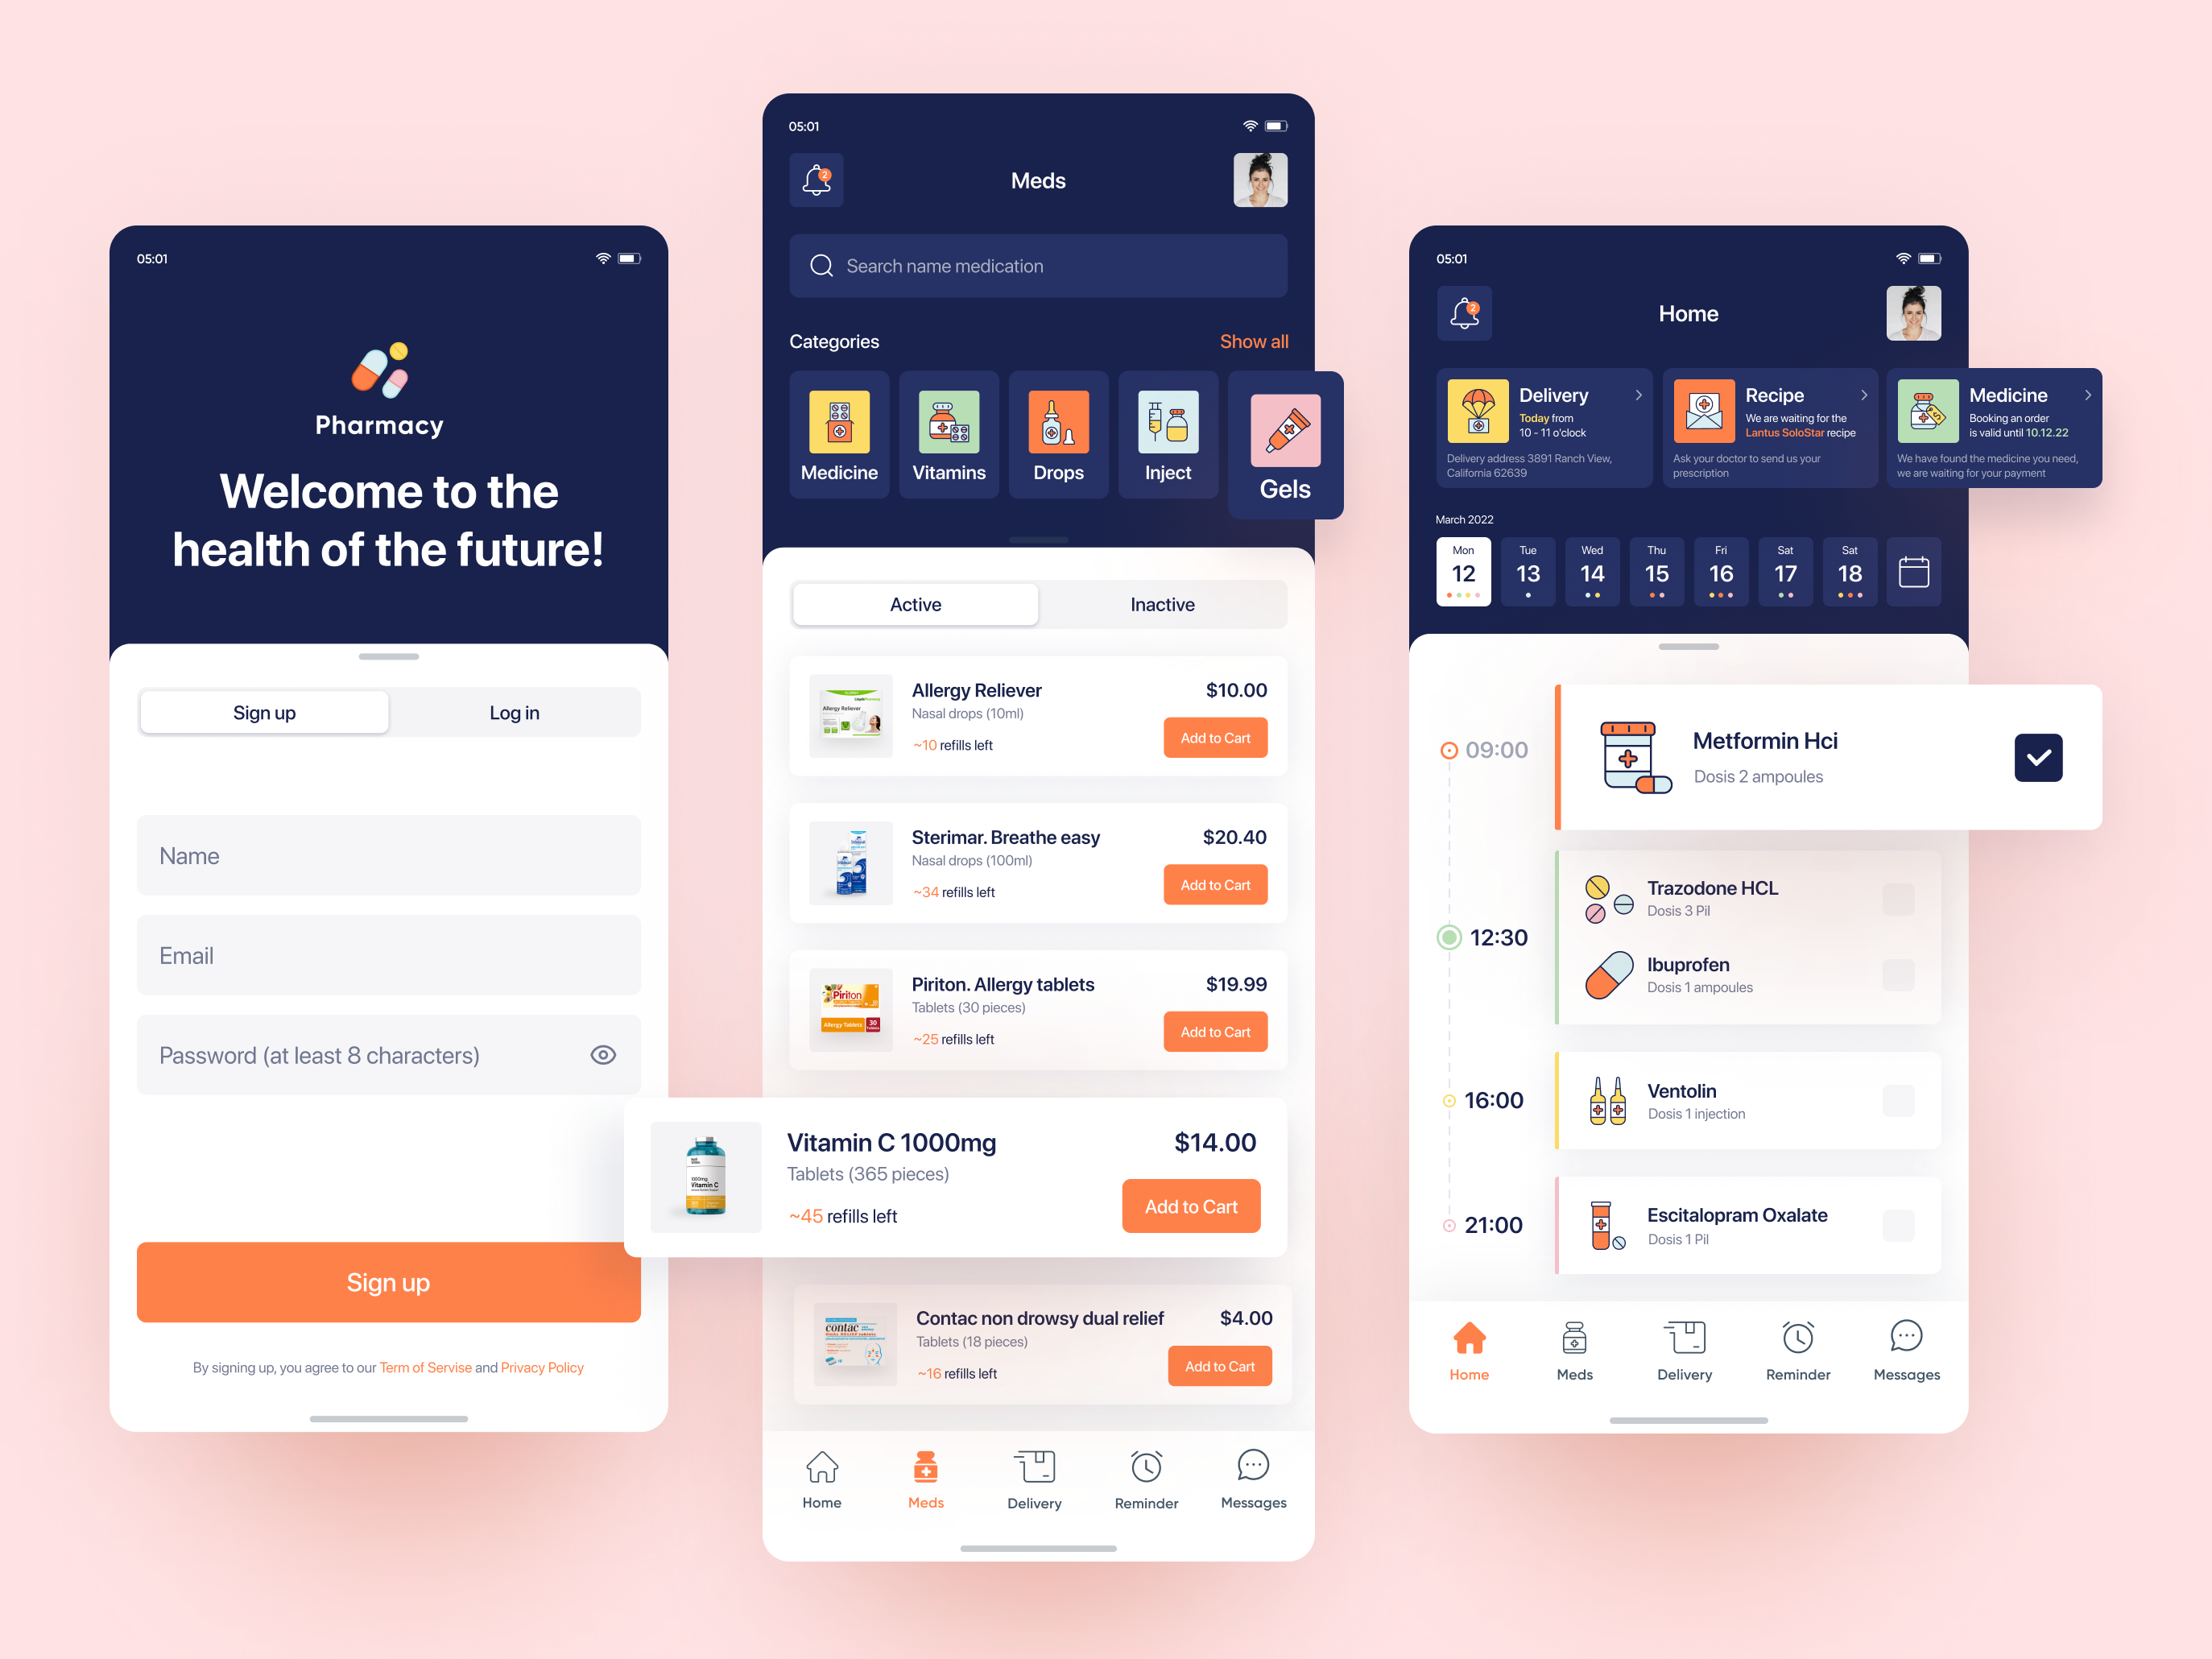 05:01
Pharmacy
Welcome to the
health of the future!
Sign up
Log in
Name
Email
Password (at least 8 characters)
Sign up
By signing up, you agree to our Term of Servise and Privacy Policy
05:01
2
Meds
Search name medication
Categories
Show all
Medicine
Vitamins
Drops
Inject
Gels
Active
Inactive
Allergy Reliever
Allergy Reliever
$10.00
Nasal drops (10ml)
~10 refills left
Add to Cart
Sterimar. Breathe easy
$20.40
Nasal drops (100ml)
~34 refills left
Add to Cart
Piriton
Allergy Tablets
30
Piriton. Allergy tablets
$19.99
Tablets (30 pieces)
~25 refills left
Add to Cart
1000mg
Vitamin C
Vitamin C 1000mg
$14.00
Tablets (365 pieces)
~45 refills left
Add to Cart
contac
Contac non drowsy dual relief
$4.00
Tablets (18 pieces)
~16 refills left
Add to Cart
Home
Meds
Delivery
Reminder
Messages
05:01
2
Home
Delivery
Today from
10 - 11 o'clock
Delivery address 3891 Ranch View,
California 62639
Recipe
We are waiting for the
Lantus SoloStar recipe
Ask your doctor to send us your
prescription
Medicine
Booking an order
is valid until 10.12.22
We have found the medicine you need,
we are waiting for your payment
March 2022
Mon
12
Tue
13
Wed
14
Thu
15
Fri
16
Sat
17
Sat
18
09:00
Metformin Hci
Dosis 2 ampoules
12:30
Trazodone HCL
Dosis 3 Pil
Ibuprofen
Dosis 1 ampoules
16:00
Ventolin
Dosis 1 injection
21:00
Escitalopram Oxalate
Dosis 1 Pil
Home
Meds
Delivery
Reminder
Messages